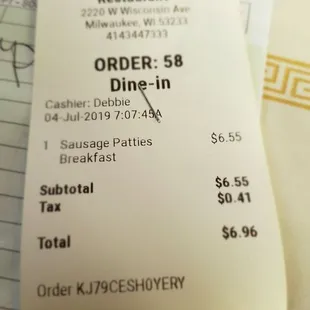 Restaurant
2220 W Wisconsin Ave
Milwaukee, WI 53233
4143447333
ORDER: 58
Dine-in
Cashier: Debbie
04-Jul-2019 7:07:45A
1 Sausage Patties $6.55
Breakfast
Subtotal $6.55
Tax $0.41
Total $6.96
Order KJ79CESH0YERY